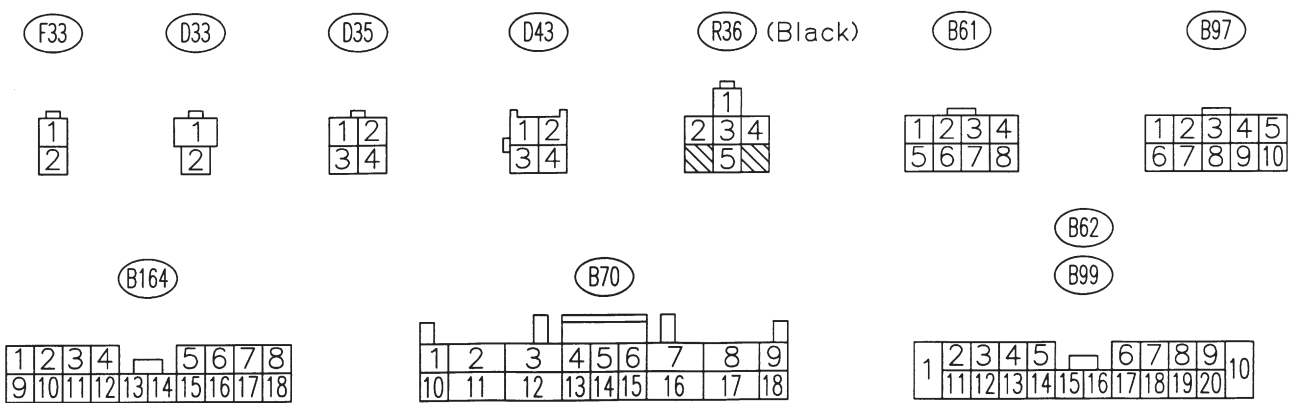 F33 D33 D35 D43 R36 (Black) B61 B97
1
1 1 1 2 1 2 2 3 4 1 2 3 4 1 2 3 4 5
2 2 3 4 3 4 5 5 6 7 8 6 7 8 9 10
B62
B164 B70 B99
1 2 3 4 5 6 7 8 1 2 3 4 5 6 7 8 9 1 2 3 4 5 6 7 8 9 10
9 10 11 12 13 14 15 16 17 18 10 11 12 13 14 15 16 17 18 11 12 13 14 15 16 17 18 19 20